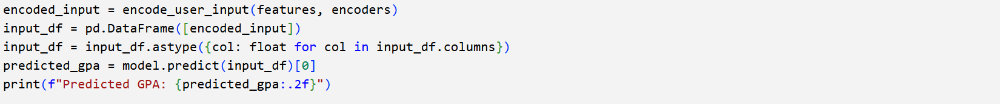 encoded_input = encode_user_input(features, encoders)
input_df = pd.DataFrame([encoded_input])
input_df = input_df.astype({col: float for col in input_df.columns})
predicted_gpa = model.predict(input_df)[0]
print(f"Predicted GPA: {predicted_gpa:.2f}")